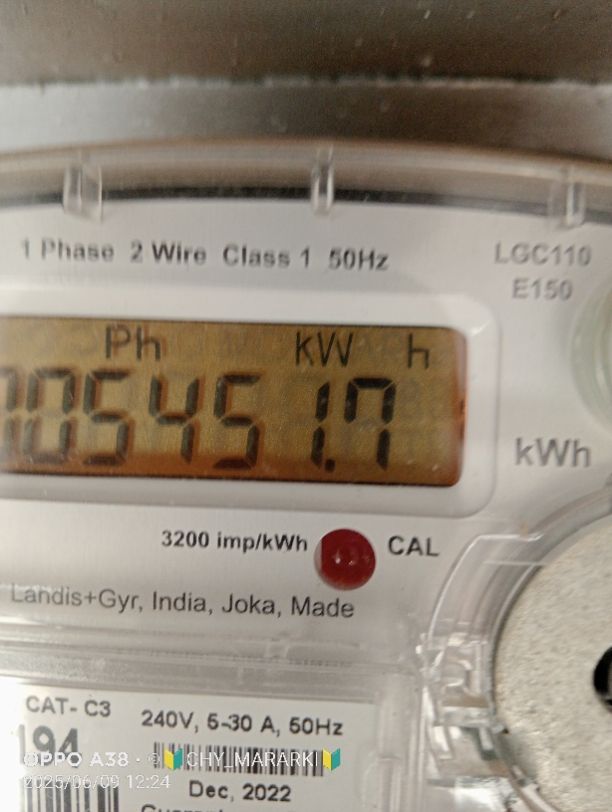 1 Phase 2 Wire Class 1 50Hz
LGC110
E150
Ph kW h
005451.7
kWh
3200 imp/kWh CAL
Landis+Gyr, India, Joka, Made
CAT- C3
240V, 5-30 A, 50Hz
194
Dec, 2022
OPPO A38 · ©🔰CHY_MARARKI🔰
2025/06/09 12:24